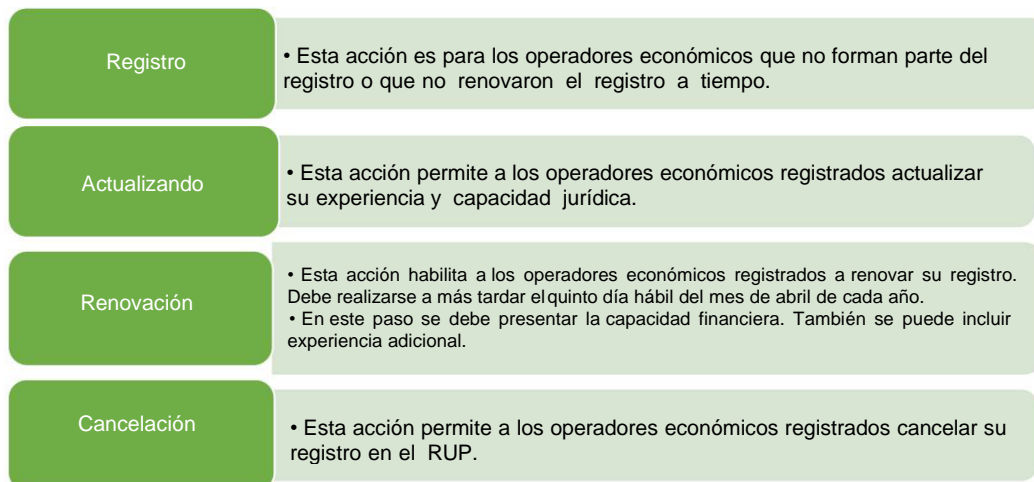 Registro
• Esta acción es para los operadores económicos que no forman parte del
registro o que no renovaron el registro a tiempo.
Actualizando
• Esta acción permite a los operadores económicos registrados actualizar
su experiencia y capacidad jurídica.
Renovación
• Esta acción habilita a los operadores económicos registrados a renovar su registro.
Debe realizarse a más tardar el quinto día hábil del mes de abril de cada año.
• En este paso se debe presentar la capacidad financiera. También se puede incluir
experiencia adicional.
Cancelación
• Esta acción permite a los operadores económicos registrados cancelar su
registro en el RUP.